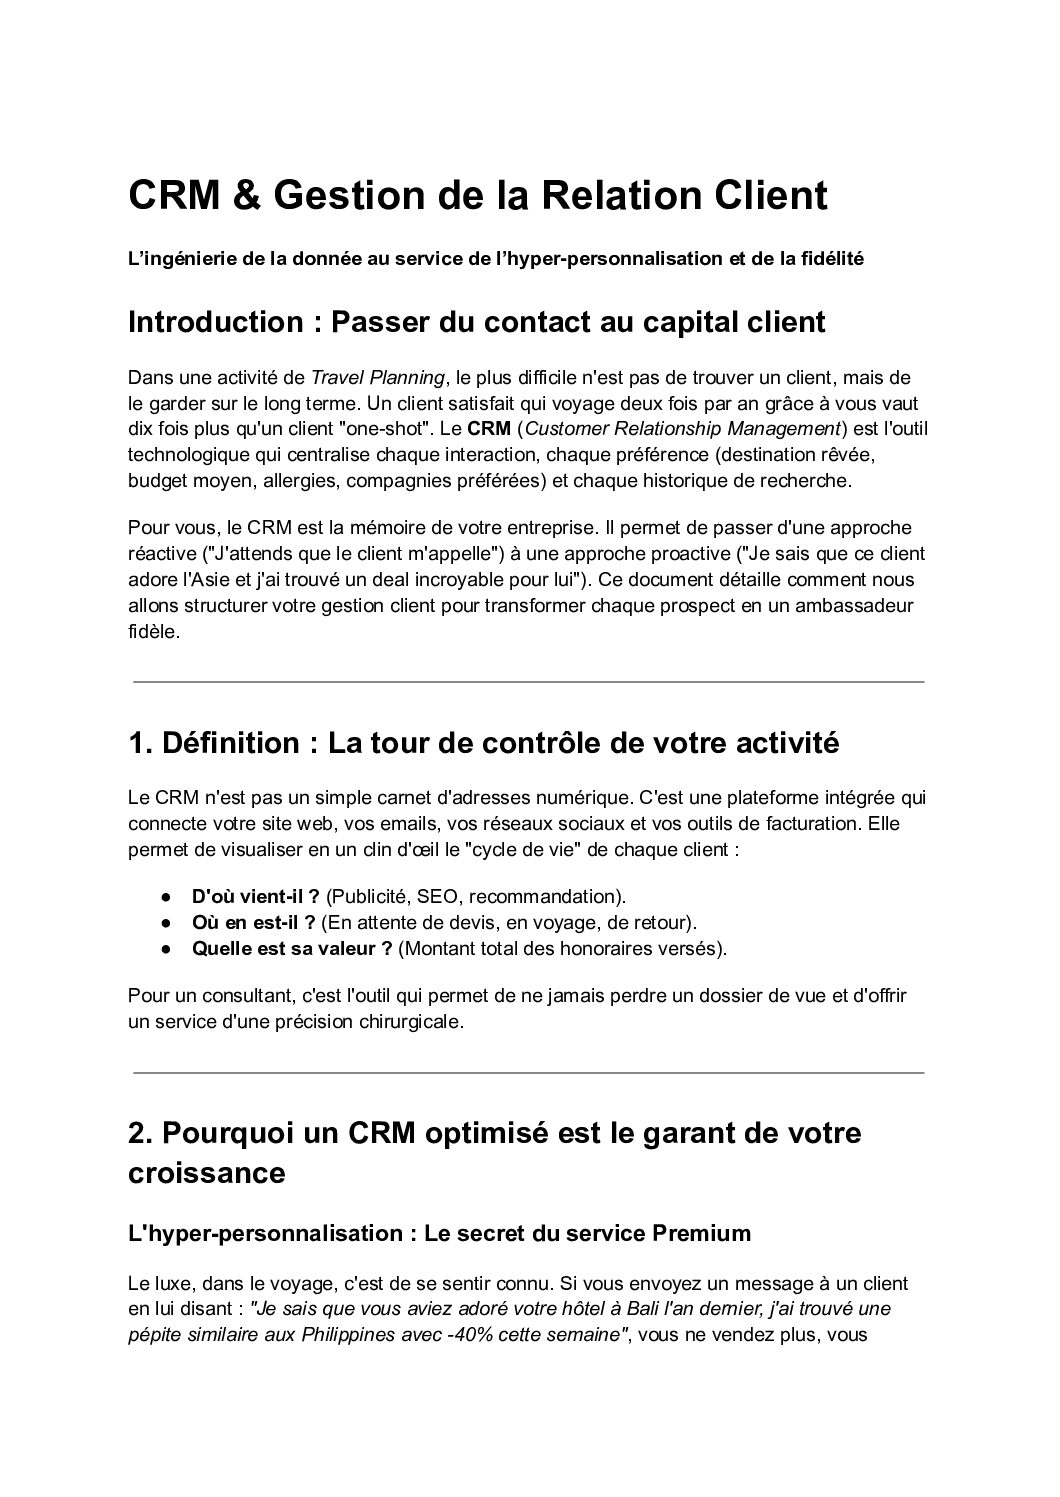 CRM & Gestion de la Relation Client
L’ingénierie de la donnée au service de l’hyper-personnalisation et de la fidélité
Introduction : Passer du contact au capital client
Dans une activité de Travel Planning, le plus difficile n'est pas de trouver un client, mais de
le garder sur le long terme. Un client satisfait qui voyage deux fois par an grâce à vous vaut
dix fois plus qu'un client "one-shot". Le CRM (Customer Relationship Management) est l'outil
technologique qui centralise chaque interaction, chaque préférence (destination rêvée,
budget moyen, allergies, compagnies préférées) et chaque historique de recherche.
Pour vous, le CRM est la mémoire de votre entreprise. Il permet de passer d'une approche
réactive ("J'attends que le client m'appelle") à une approche proactive ("Je sais que ce client
adore l'Asie et j'ai trouvé un deal incroyable pour lui"). Ce document détaille comment nous
allons structurer votre gestion client pour transformer chaque prospect en un ambassadeur
fidèle.
1. Définition : La tour de contrôle de votre activité
Le CRM n'est pas un simple carnet d'adresses numérique. C'est une plateforme intégrée qui
connecte votre site web, vos emails, vos réseaux sociaux et vos outils de facturation. Elle
permet de visualiser en un clin d'œil le "cycle de vie" de chaque client :
● D'où vient-il ? (Publicité, SEO, recommandation).
● Où en est-il ? (En attente de devis, en voyage, de retour).
● Quelle est sa valeur ? (Montant total des honoraires versés).
Pour un consultant, c'est l'outil qui permet de ne jamais perdre un dossier de vue et d'offrir
un service d'une précision chirurgicale.
2. Pourquoi un CRM optimisé est le garant de votre
croissance
L'hyper-personnalisation : Le secret du service Premium
Le luxe, dans le voyage, c'est de se sentir connu. Si vous envoyez un message à un client
en lui disant : "Je sais que vous aviez adoré votre hôtel à Bali l'an dernier, j'ai trouvé une
pépite similaire aux Philippines avec -40% cette semaine", vous ne vendez plus, vous